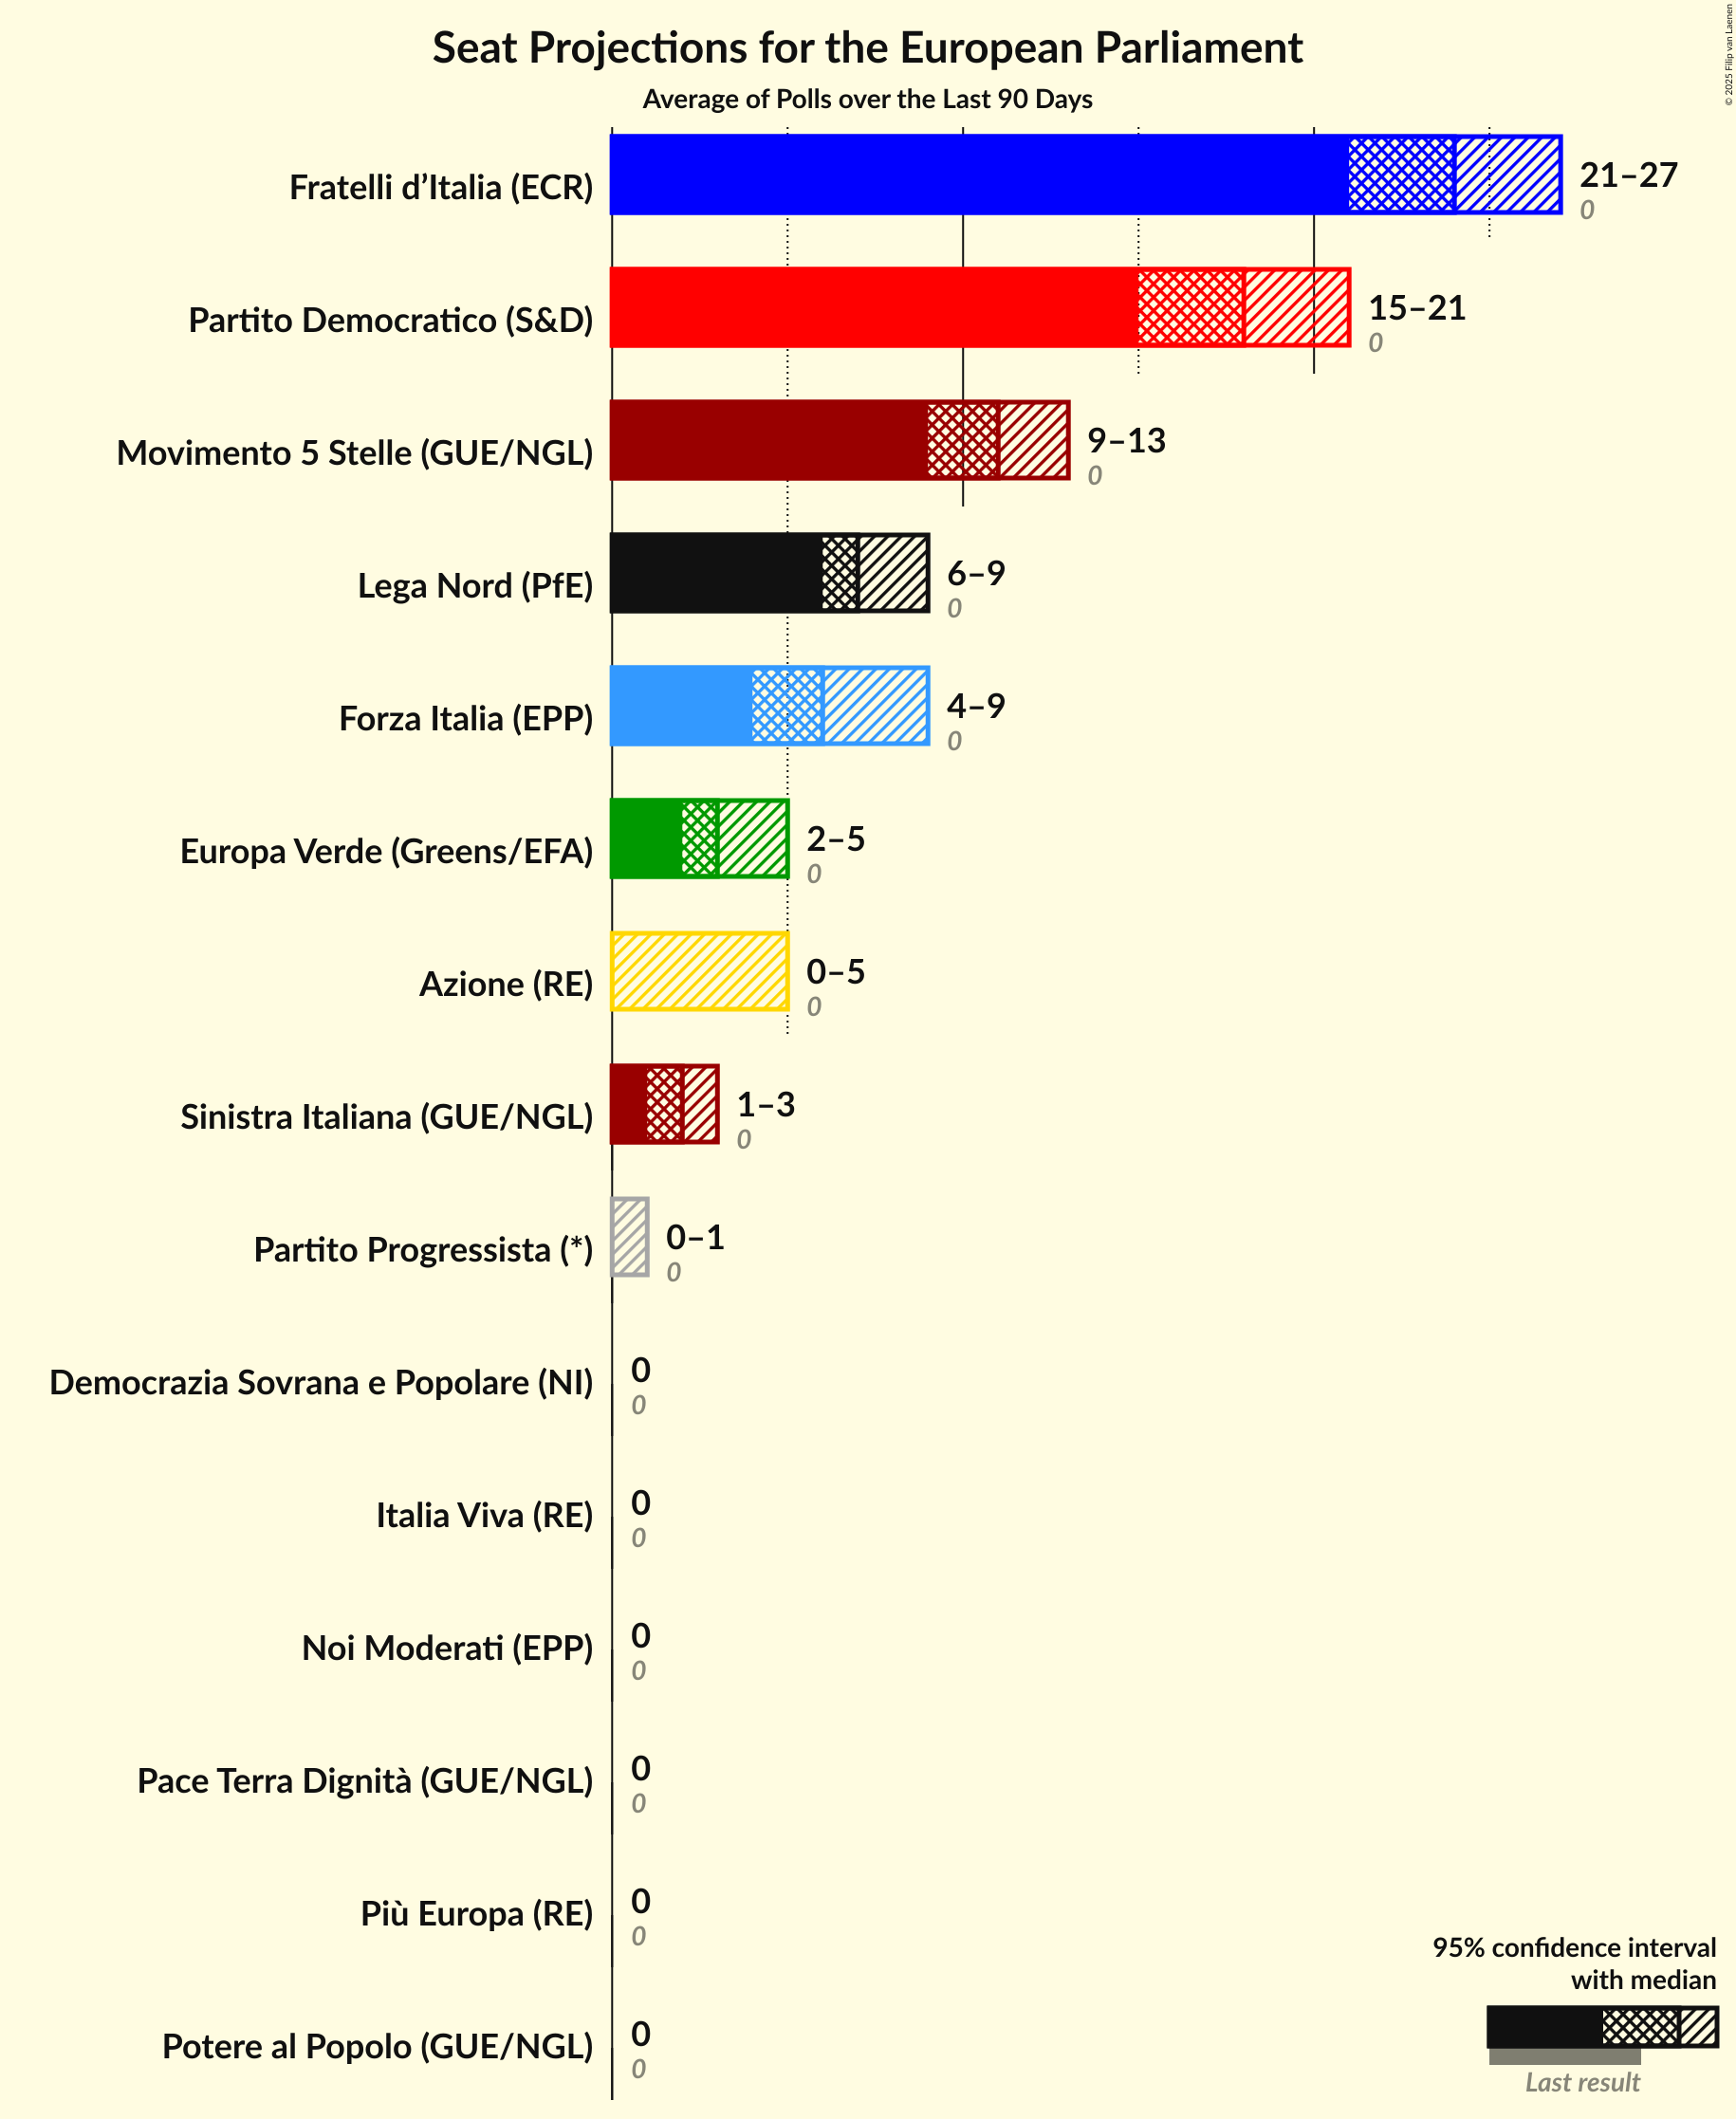 Seat Projections for the European Parliament
Average of Polls over the Last 90 Days
© 2025 Filip van Laenen
Fratelli d’Italia (ECR)
21–27
0
Partito Democratico (S&D)
15–21
0
Movimento 5 Stelle (GUE/NGL)
9–13
0
Lega Nord (PfE)
6–9
0
Forza Italia (EPP)
4–9
0
Europa Verde (Greens/EFA)
2–5
0
Azione (RE)
0–5
0
Sinistra Italiana (GUE/NGL)
1–3
0
Partito Progressista (*)
0–1
0
Democrazia Sovrana e Popolare (NI)
0
0
Italia Viva (RE)
0
0
Noi Moderati (EPP)
0
0
Pace Terra Dignità (GUE/NGL)
0
0
Più Europa (RE)
0
0
Potere al Popolo (GUE/NGL)
0
0
95% confidence interval
with median
Last result